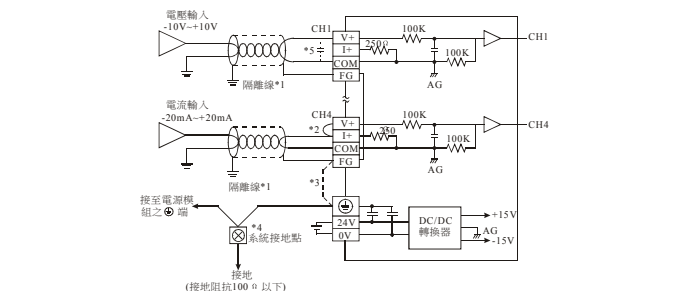 電壓輸入
-10V~+10V
CH1
V+
I+
COM
FG
*5
250Ω
100K
100K
AG
CH1
隔離線*1
電流輸入
-20mA~+20mA
CH4
V+
I+
COM
FG
*2
250
100K
100K
AG
CH4
隔離線*1
*3
接至電源模
組之 端
*4
系統接地點
24V
0V
DC/DC
轉換器
+15V
AG
-15V
接地
(接地阻抗100 Ω 以下)